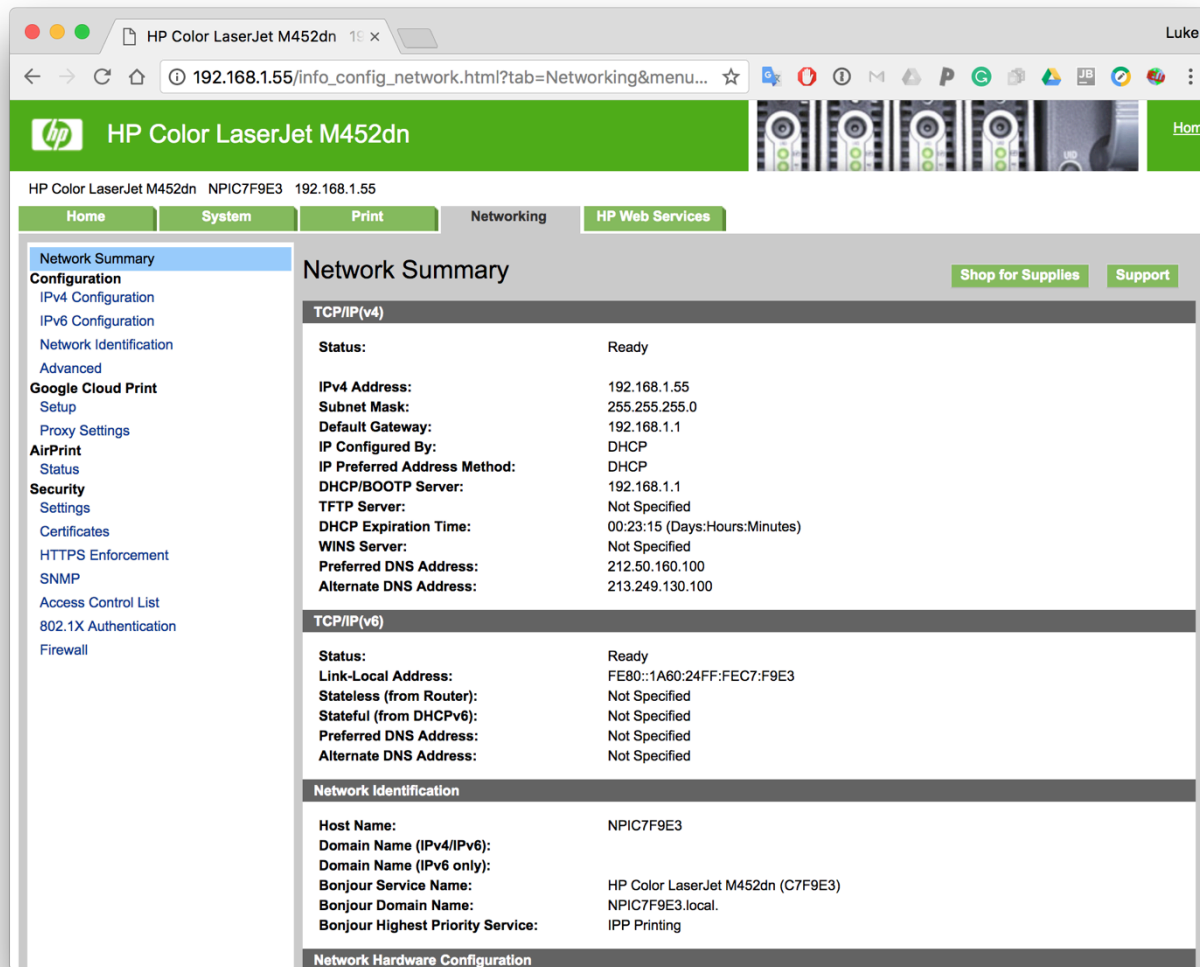 HP Color LaserJet M452dn 19
Luke
192.168.1.55/info_config_network.html?tab=Networking&menu...
JB
hp
HP Color LaserJet M452dn
UID
Hom
HP Color LaserJet M452dn NPIC7F9E3 192.168.1.55
Home System Print Networking HP Web Services
Network Summary
Configuration
IPv4 Configuration
IPv6 Configuration
Network Identification
Advanced
Google Cloud Print
Setup
Proxy Settings
AirPrint
Status
Security
Settings
Certificates
HTTPS Enforcement
SNMP
Access Control List
802.1X Authentication
Firewall
Network Summary
Shop for Supplies Support
TCP/IP(v4)
Status: Ready
IPv4 Address: 192.168.1.55
Subnet Mask: 255.255.255.0
Default Gateway: 192.168.1.1
IP Configured By: DHCP
IP Preferred Address Method: DHCP
DHCP/BOOTP Server: 192.168.1.1
TFTP Server: Not Specified
DHCP Expiration Time: 00:23:15 (Days:Hours:Minutes)
WINS Server: Not Specified
Preferred DNS Address: 212.50.160.100
Alternate DNS Address: 213.249.130.100
TCP/IP(v6)
Status: Ready
Link-Local Address: FE80::1A60:24FF:FEC7:F9E3
Stateless (from Router): Not Specified
Stateful (from DHCPv6): Not Specified
Preferred DNS Address: Not Specified
Alternate DNS Address: Not Specified
Network Identification
Host Name: NPIC7F9E3
Domain Name (IPv4/IPv6):
Domain Name (IPv6 only):
Bonjour Service Name: HP Color LaserJet M452dn (C7F9E3)
Bonjour Domain Name: NPIC7F9E3.local.
Bonjour Highest Priority Service: IPP Printing
Network Hardware Configuration